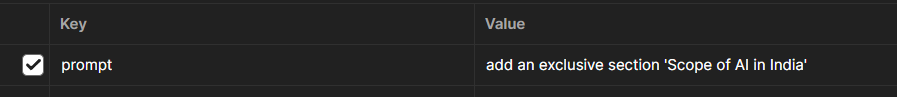 Key Value
prompt add an exclusive section 'Scope of AI in India'